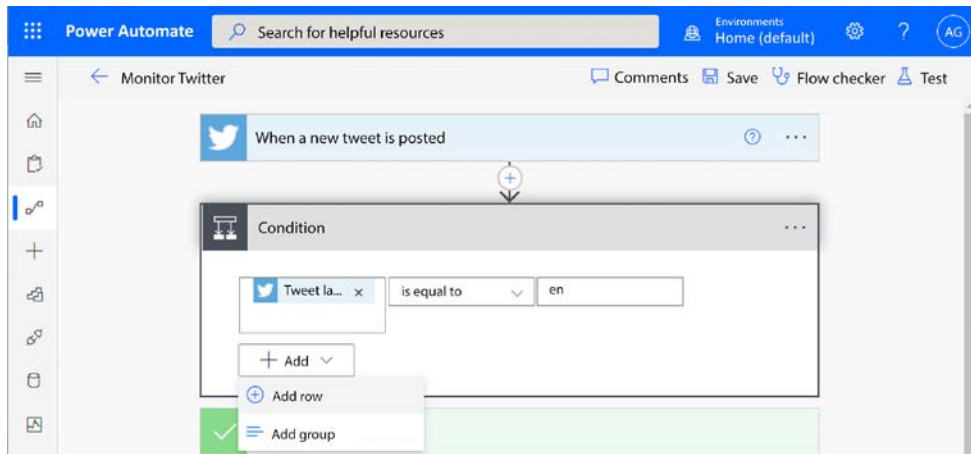 Power Automate
Search for helpful resources
Environments
Home (default)
?
AG
Monitor Twitter
Comments
Save
Flow checker
Test
When a new tweet is posted
Condition
Tweet la... ×
is equal to
en
+ Add
Add row
Add group